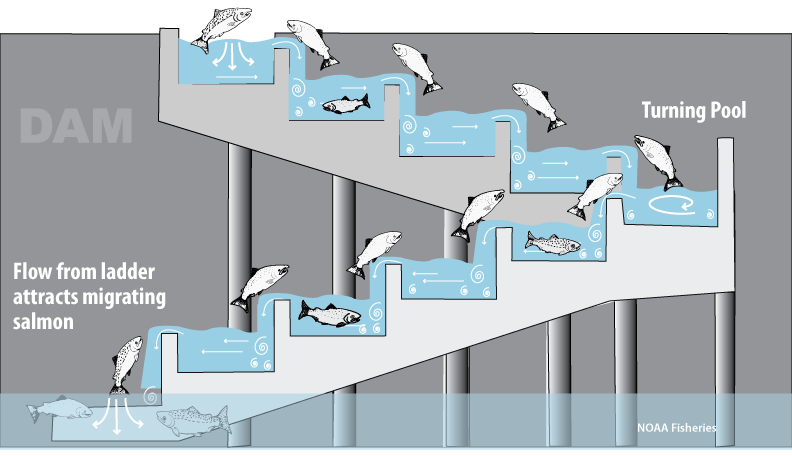 DAM
Turning Pool
Flow from ladder
attracts migrating
salmon
NOAA Fisheries